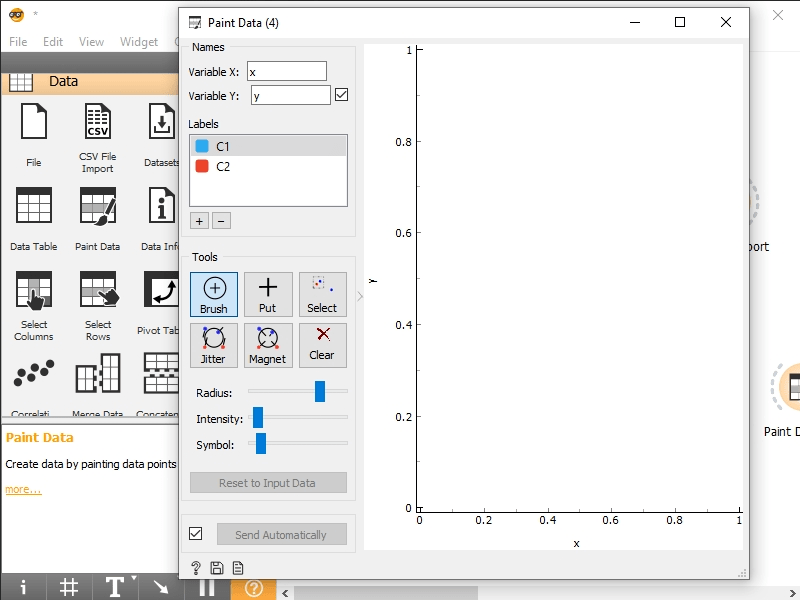 *
Paint Data (4)
File Edit View Widget
Names
Variable X: x
Variable Y: y
Labels
C1
C2
+ −
Data
File
CSV
CSV File Import
Datasets
Data Table
Paint Data
Data Info
Select Columns
Select Rows
Pivot Tab
Correlati
Merge Data
Concaten
Tools
Brush
Put
Select
Jitter
Magnet
Clear
Radius:
Intensity:
Symbol:
Reset to Input Data
Send Automatically
Paint Data
Create data by painting data points
more...
1
0.8
0.6
0.4
0.2
0
y
0 0.2 0.4 0.6 0.8 1
x
port
Paint D
i # T ?